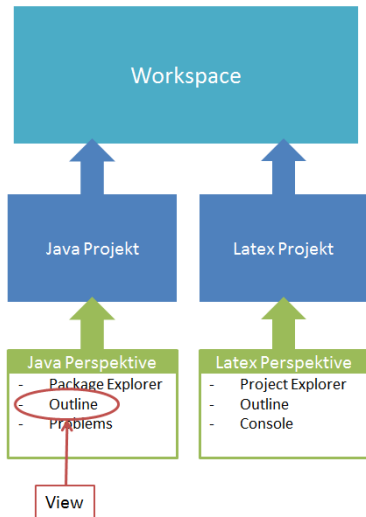 Workspace
Java Projekt
Latex Projekt
Java Perspektive
- Package Explorer
- Outline
- Problems
Latex Perspektive
- Project Explorer
- Outline
- Console
View